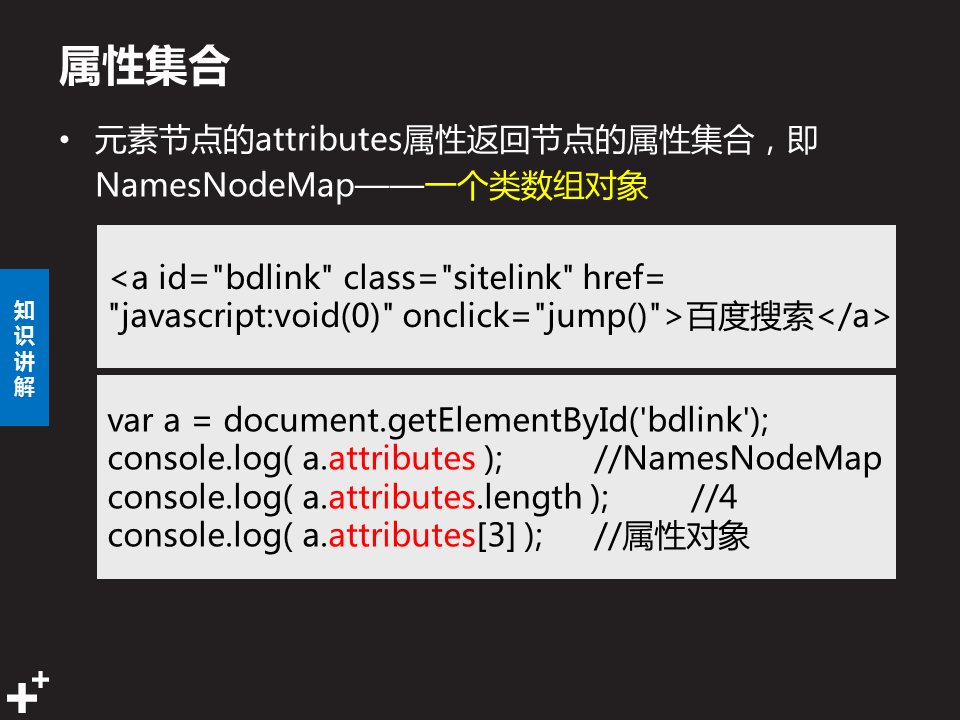 属性集合
• 元素节点的attributes属性返回节点的属性集合，即
NamesNodeMap——一个类数组对象
<a id="bdlink" class="sitelink" href=
"javascript:void(0)" onclick="jump()">百度搜索</a>
知识讲解
var a = document.getElementById('bdlink');
console.log( a.attributes ); //NamesNodeMap
console.log( a.attributes.length ); //4
console.log( a.attributes[3] ); //属性对象